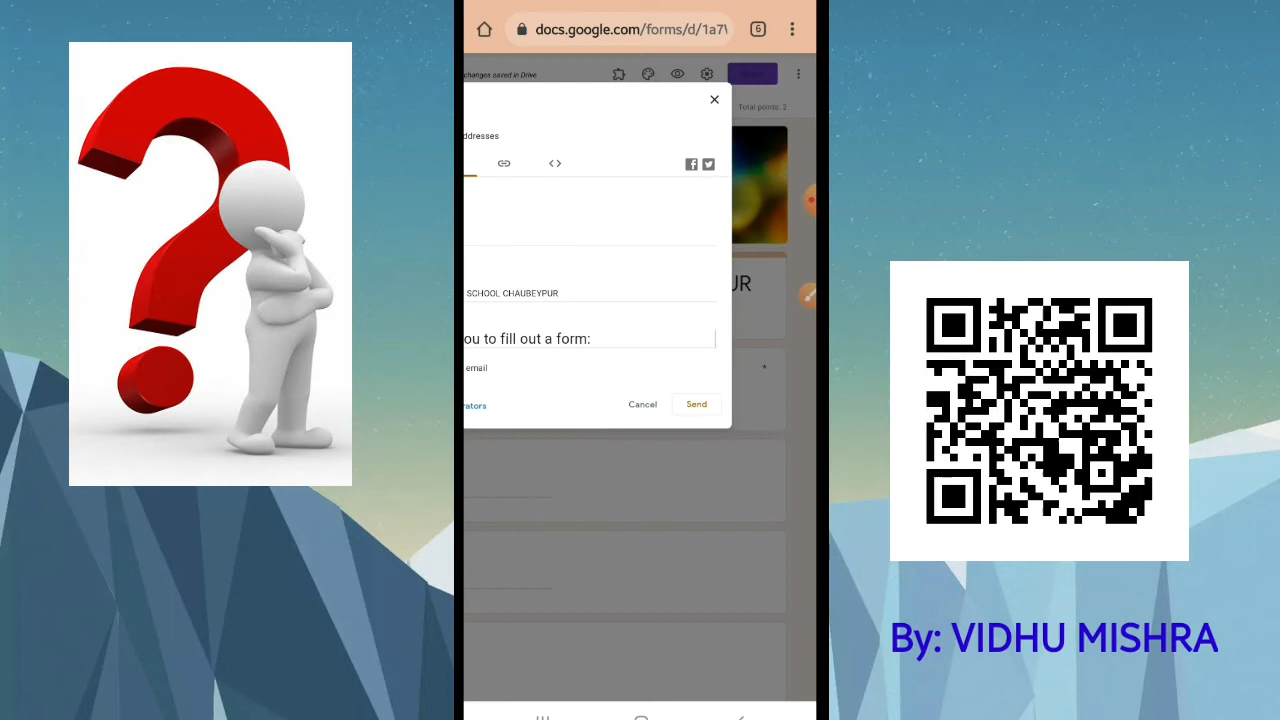 6
docs.google.com/forms/d/1a7
changes saved in Drive
Total points: 2
ddresses
SCHOOL CHAUBEYPUR
UR
ou to fill out a form:
email
rators
Cancel
Send
By: VIDHU MISHRA